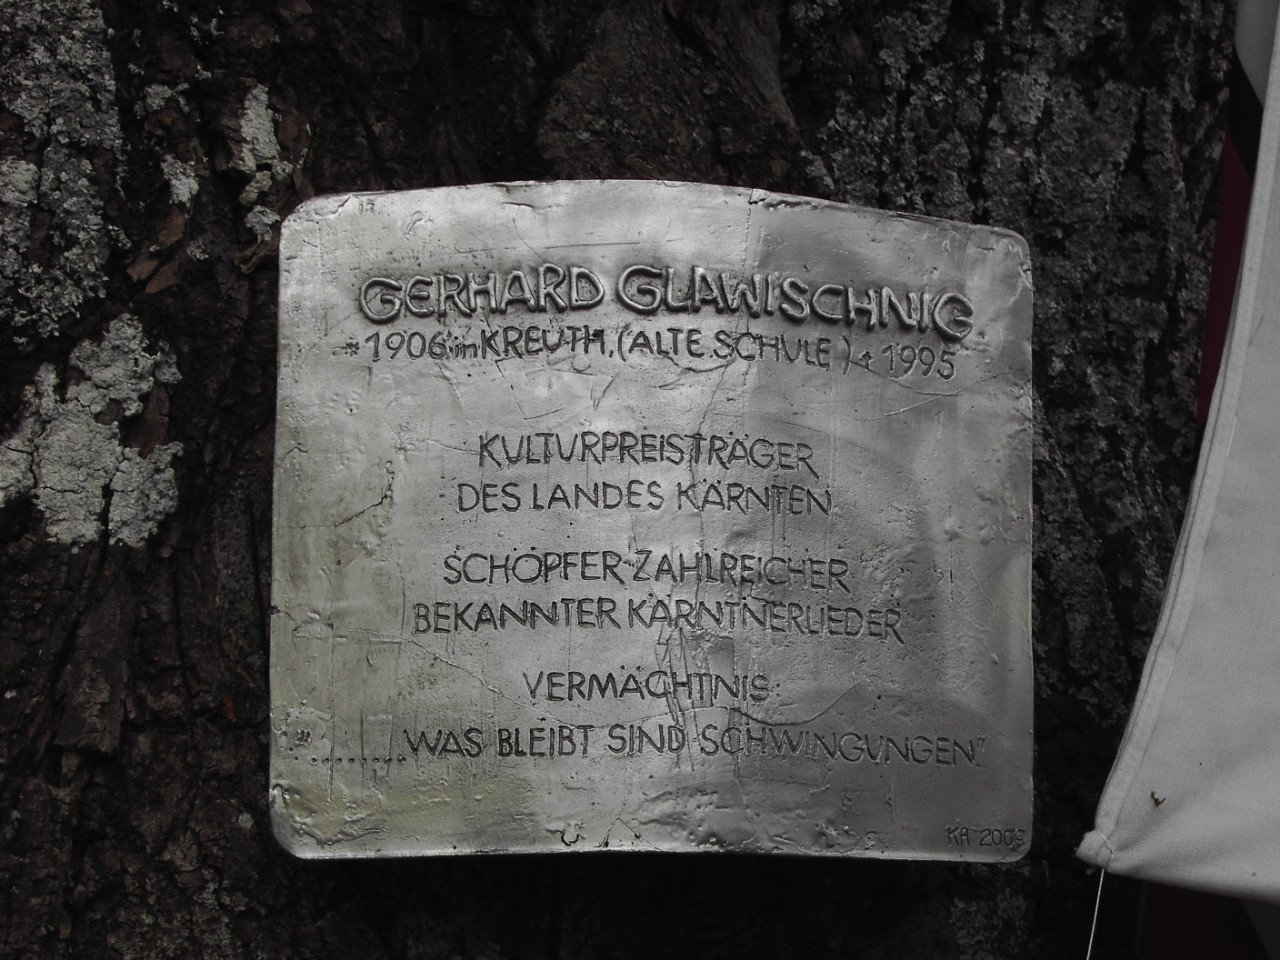 GERHARD GLAWISCHNIG
* 1906 in KREUTH, (ALTE SCHULE) + 1995
KULTURPREISTRÄGER
DES LANDES KÄRNTEN
SCHÖPFER ZAHLREICHER
BEKANNTER KÄRNTNERLIEDER
VERMÄCHTNIS
"........WAS BLEIBT SIND SCHWINGUNGEN"
KA